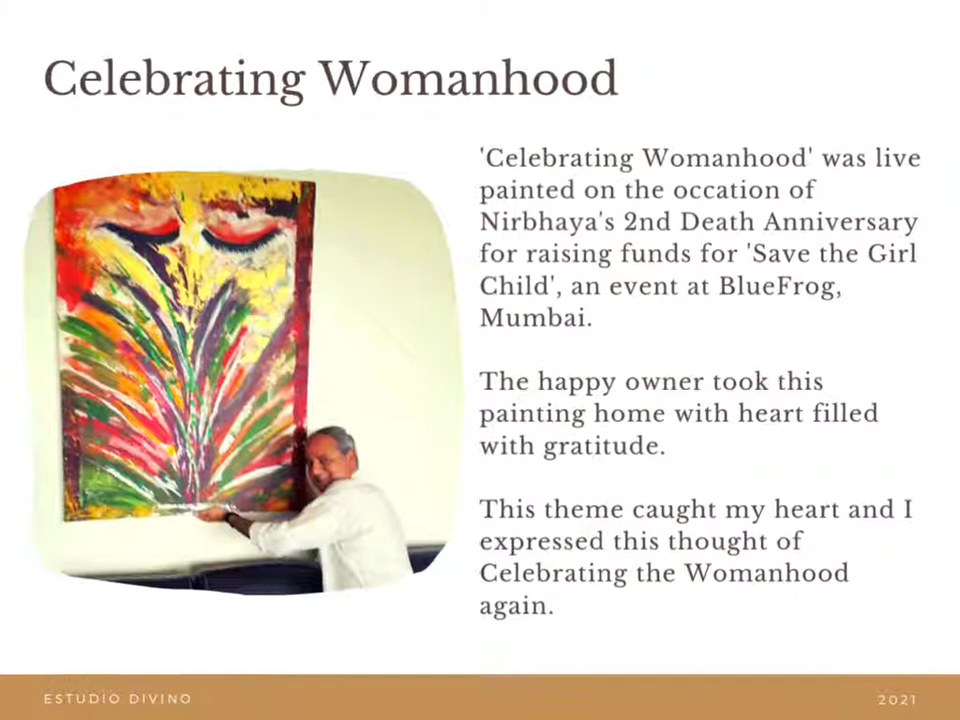 Celebrating Womanhood
'Celebrating Womanhood' was live
painted on the occation of
Nirbhaya's 2nd Death Anniversary
for raising funds for 'Save the Girl
Child', an event at BlueFrog,
Mumbai.
The happy owner took this
painting home with heart filled
with gratitude.
This theme caught my heart and I
expressed this thought of
Celebrating the Womanhood
again.
ESTUDIO DIVINO
2021